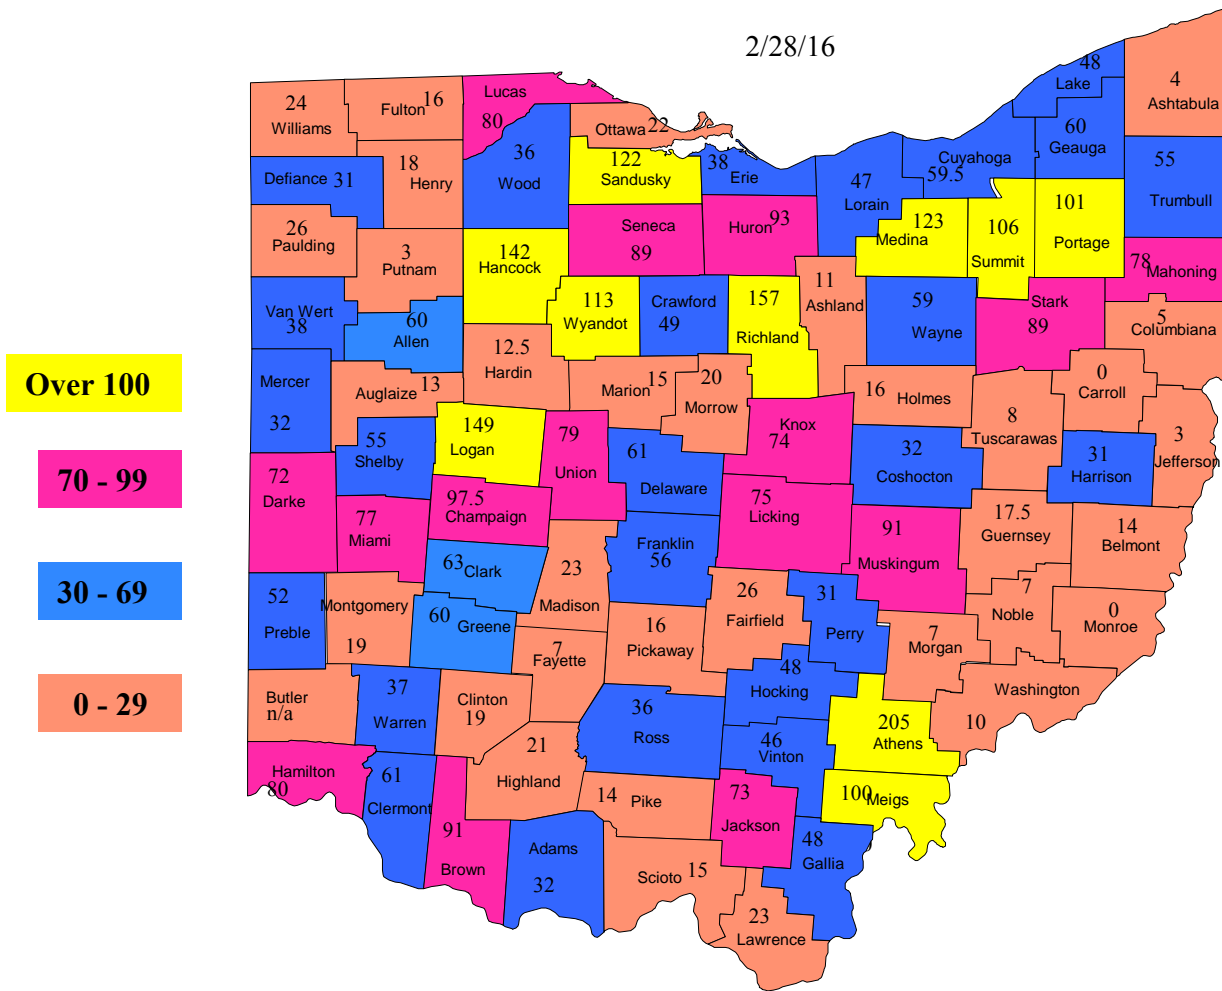 2/28/16
48
Lake
4
Ashtabula
Lucas
80
24
Williams
Fulton 16
Ottawa 22
60
Geauga
36
Wood
122
Sandusky
38 Erie
Cuyahoga
59.5
55
Trumbull
18
Henry
Defiance 31
47
Lorain
26
Paulding
3
Putnam
142
Hancock
Seneca
89
Huron 93
123
Medina
106
Summit
101
Portage
78 Mahoning
Van Wert
38
60
Allen
113
Wyandot
Crawford
49
157
Richland
11
Ashland
59
Wayne
Stark
89
5
Columbiana
12.5
Hardin
Over 100
Mercer
32
Auglaize 13
Marion 15
20
Morrow
16 Holmes
0
Carroll
8
Tuscarawas
3
Jefferson
149
Logan
79
Union
Knox
74
55
Shelby
61
Delaware
32
Coshocton
31
Harrison
70 - 99
72
Darke
97.5
Champaign
75
Licking
77
Miami
91
Muskingum
17.5
Guernsey
14
Belmont
Franklin
56
63 Clark
23
Madison
30 - 69
52
Preble
Montgomery
19
60 Greene
26
Fairfield
31
Perry
7
Noble
0
Monroe
16
Pickaway
7
Fayette
7
Morgan
0 - 29
Butler
n/a
37
Warren
Clinton
19
48
Hocking
Washington
10
36
Ross
205
Athens
46
Vinton
21
Highland
Hamilton
80
61
Clermont
14 Pike
73
Jackson
100 Meigs
91
Brown
Adams
32
48
Gallia
Scioto 15
23
Lawrence